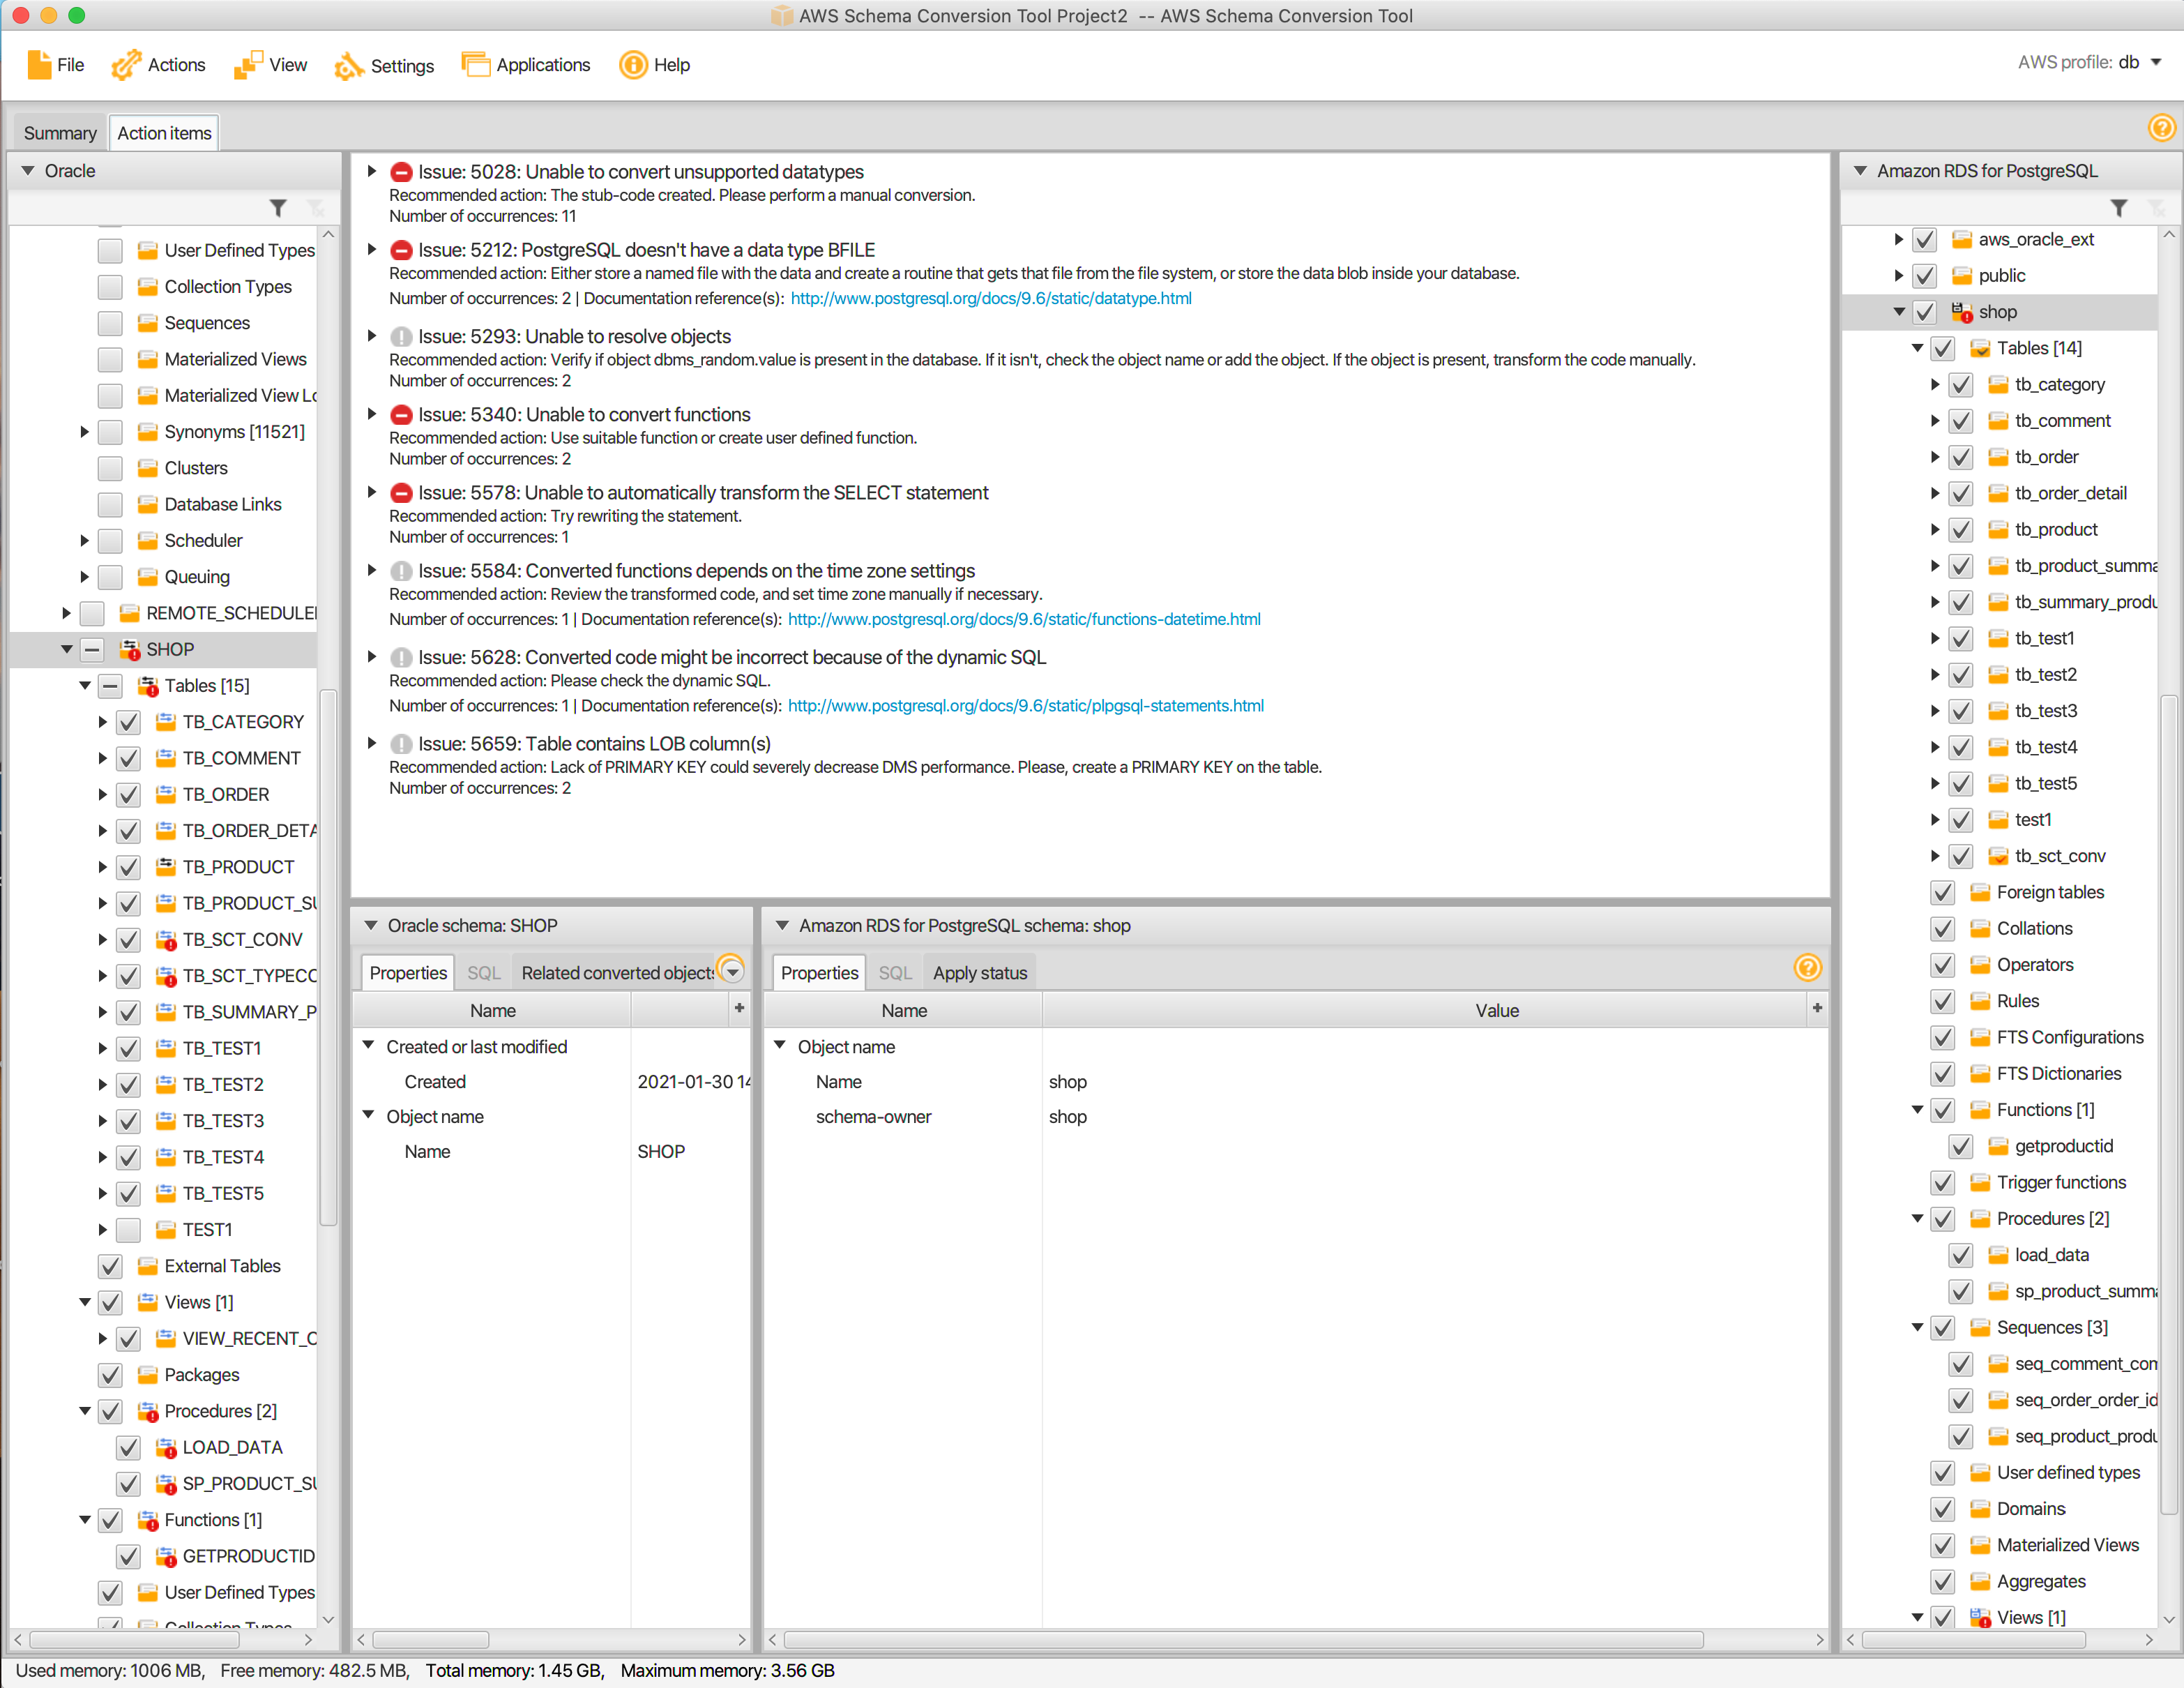 AWS Schema Conversion Tool Project2 -- AWS Schema Conversion Tool
File Actions View Settings Applications Help
AWS profile: db
Summary Action items
Oracle
User Defined Types
Collection Types
Sequences
Materialized Views
Materialized View Lo
Synonyms [11521]
Clusters
Database Links
Scheduler
Queuing
REMOTE_SCHEDULE
SHOP
Tables [15]
TB_CATEGORY
TB_COMMENT
TB_ORDER
TB_ORDER_DETA
TB_PRODUCT
TB_PRODUCT_SU
TB_SCT_CONV
TB_SCT_TYPECO
TB_SUMMARY_P
TB_TEST1
TB_TEST2
TB_TEST3
TB_TEST4
TB_TEST5
TEST1
External Tables
Views [1]
VIEW_RECENT_O
Packages
Procedures [2]
LOAD_DATA
SP_PRODUCT_SU
Functions [1]
GETPRODUCTID
User Defined Types
Collection Types
Issue: 5028: Unable to convert unsupported datatypes
Recommended action: The stub-code created. Please perform a manual conversion.
Number of occurrences: 11
Issue: 5212: PostgreSQL doesn't have a data type BFILE
Recommended action: Either store a named file with the data and create a routine that gets that file from the file system, or store the data blob inside your database.
Number of occurrences: 2 | Documentation reference(s): http://www.postgresql.org/docs/9.6/static/datatype.html
Issue: 5293: Unable to resolve objects
Recommended action: Verify if object dbms_random.value is present in the database. If it isn't, check the object name or add the object. If the object is present, transform the code manually.
Number of occurrences: 2
Issue: 5340: Unable to convert functions
Recommended action: Use suitable function or create user defined function.
Number of occurrences: 2
Issue: 5578: Unable to automatically transform the SELECT statement
Recommended action: Try rewriting the statement.
Number of occurrences: 1
Issue: 5584: Converted functions depends on the time zone settings
Recommended action: Review the transformed code, and set time zone manually if necessary.
Number of occurrences: 1 | Documentation reference(s): http://www.postgresql.org/docs/9.6/static/functions-datetime.html
Issue: 5628: Converted code might be incorrect because of the dynamic SQL
Recommended action: Please check the dynamic SQL.
Number of occurrences: 1 | Documentation reference(s): http://www.postgresql.org/docs/9.6/static/plpgsql-statements.html
Issue: 5659: Table contains LOB column(s)
Recommended action: Lack of PRIMARY KEY could severely decrease DMS performance. Please, create a PRIMARY KEY on the table.
Number of occurrences: 2
Oracle schema: SHOP
Properties SQL Related converted objects
Name
Created or last modified
Created 2021-01-30 14
Object name
Name SHOP
Amazon RDS for PostgreSQL schema: shop
Properties SQL Apply status
Name Value
Object name
Name shop
schema-owner shop
Amazon RDS for PostgreSQL
aws_oracle_ext
public
shop
Tables [14]
tb_category
tb_comment
tb_order
tb_order_detail
tb_product
tb_product_summa
tb_summary_produ
tb_test1
tb_test2
tb_test3
tb_test4
tb_test5
test1
tb_sct_conv
Foreign tables
Collations
Operators
Rules
FTS Configurations
FTS Dictionaries
Functions [1]
getproductid
Trigger functions
Procedures [2]
load_data
sp_product_summa
Sequences [3]
seq_comment_com
seq_order_order_id
seq_product_produ
User defined types
Domains
Materialized Views
Aggregates
Views [1]
Used memory: 1006 MB, Free memory: 482.5 MB, Total memory: 1.45 GB, Maximum memory: 3.56 GB